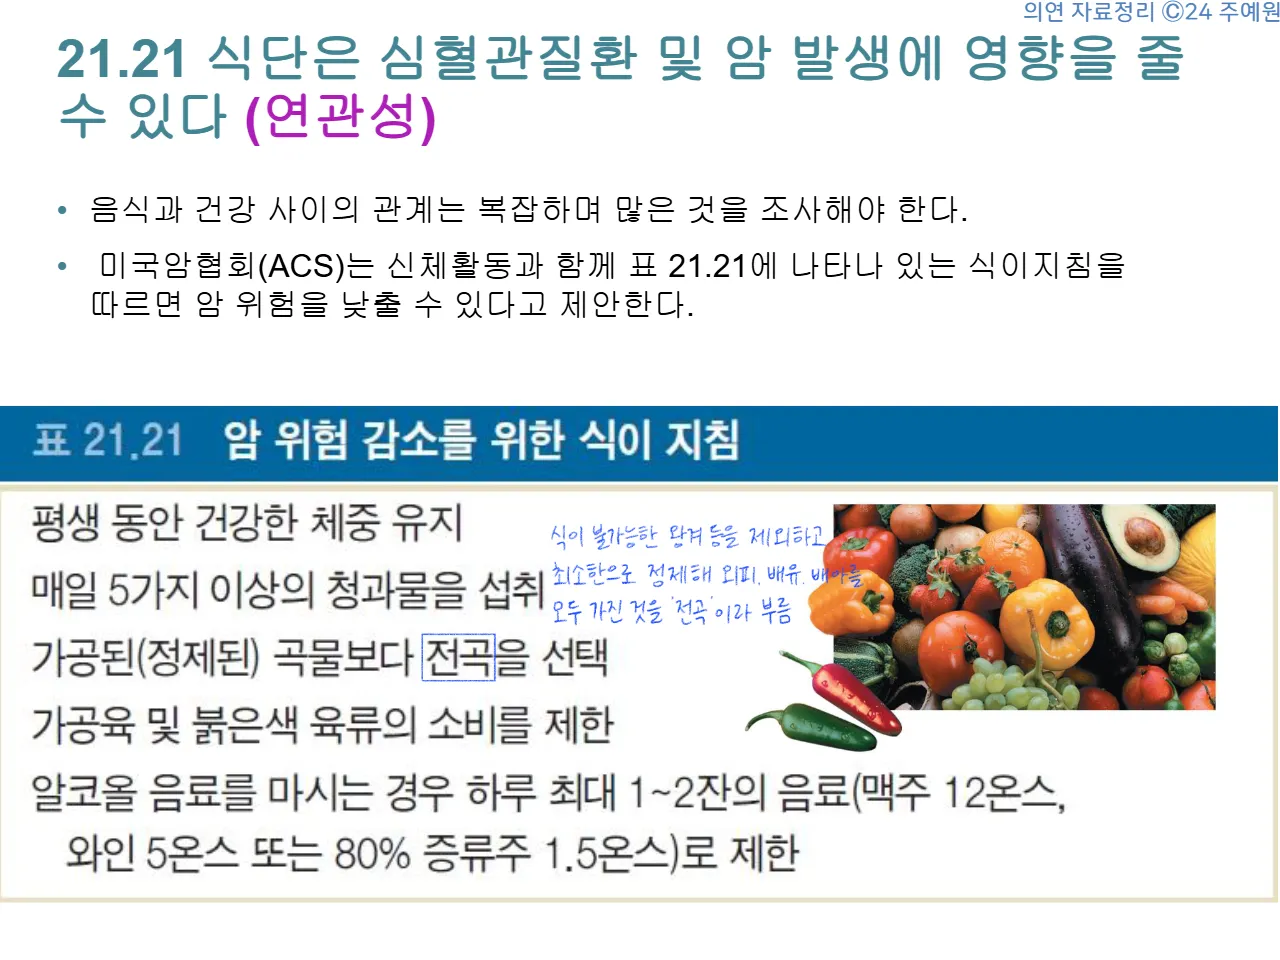 의연 자료정리 Ⓒ24 주예원
21.21 식단은 심혈관질환 및 암 발생에 영향을 줄
수 있다 (연관성)
• 음식과 건강 사이의 관계는 복잡하며 많은 것을 조사해야 한다.
• 미국암협회(ACS)는 신체활동과 함께 표 21.21에 나타나 있는 식이지침을
따르면 암 위험을 낮출 수 있다고 제안한다.
표 21.21 암 위험 감소를 위한 식이 지침
평생 동안 건강한 체중 유지
매일 5가지 이상의 청과물을 섭취
식이 불가능한 왕겨 등을 제외하고
최소한으로 정제해 외피, 배유, 배아를
모두 가진 것을 '전곡'이라 부름
가공된(정제된) 곡물보다 전곡을 선택
가공육 및 붉은색 육류의 소비를 제한
알코올 음료를 마시는 경우 하루 최대 1~2잔의 음료(맥주 12온스,
와인 5온스 또는 80% 증류주 1.5온스)로 제한